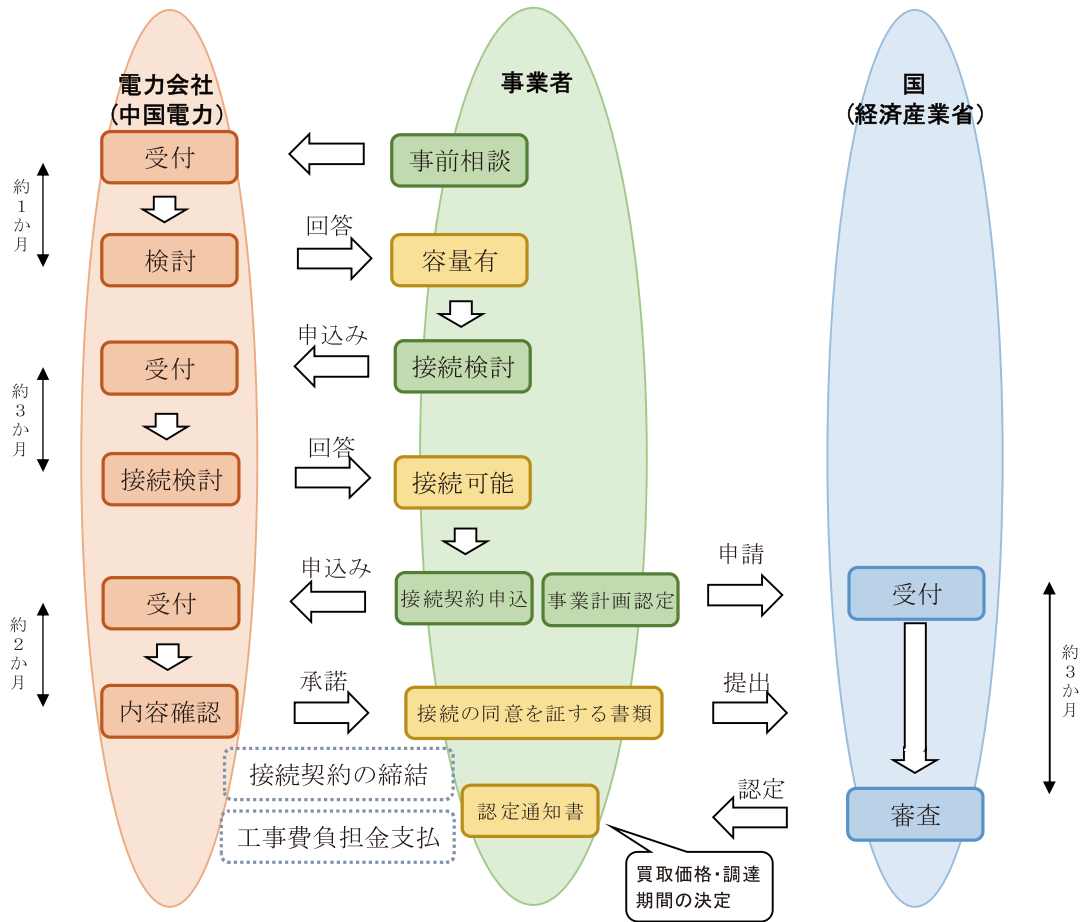 電力会社
(中国電力)
事業者
国
(経済産業省)
受付
事前相談
約1か月
回答
検討
容量有
申込み
受付
接続検討
約3か月
回答
接続検討
接続可能
申請
申込み
受付
接続契約申込
事業計画認定
受付
約2か月
約3か月
承諾
提出
内容確認
接続の同意を証する書類
接続契約の締結
認定
認定通知書
審査
工事費負担金支払
買取価格・調達
期間の決定